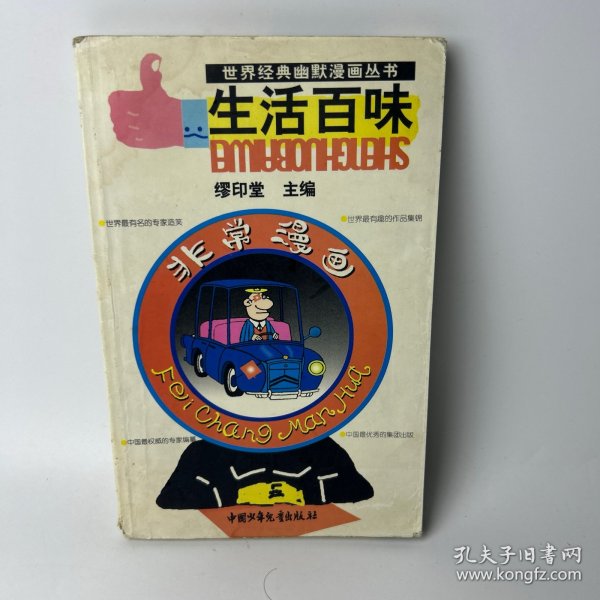 世界经典幽默漫画丛书
生活百味
SHENGHUOBAIWEI
缪印堂 主编
世界最有名的专家逗笑
世界最有趣的作品集锦
非常漫画
Fei Chang Man Hua
中国最权威的专家编纂
中国最优秀的集团出版
五
中国少年儿童出版社
孔夫子旧书网
www.kongfz.com